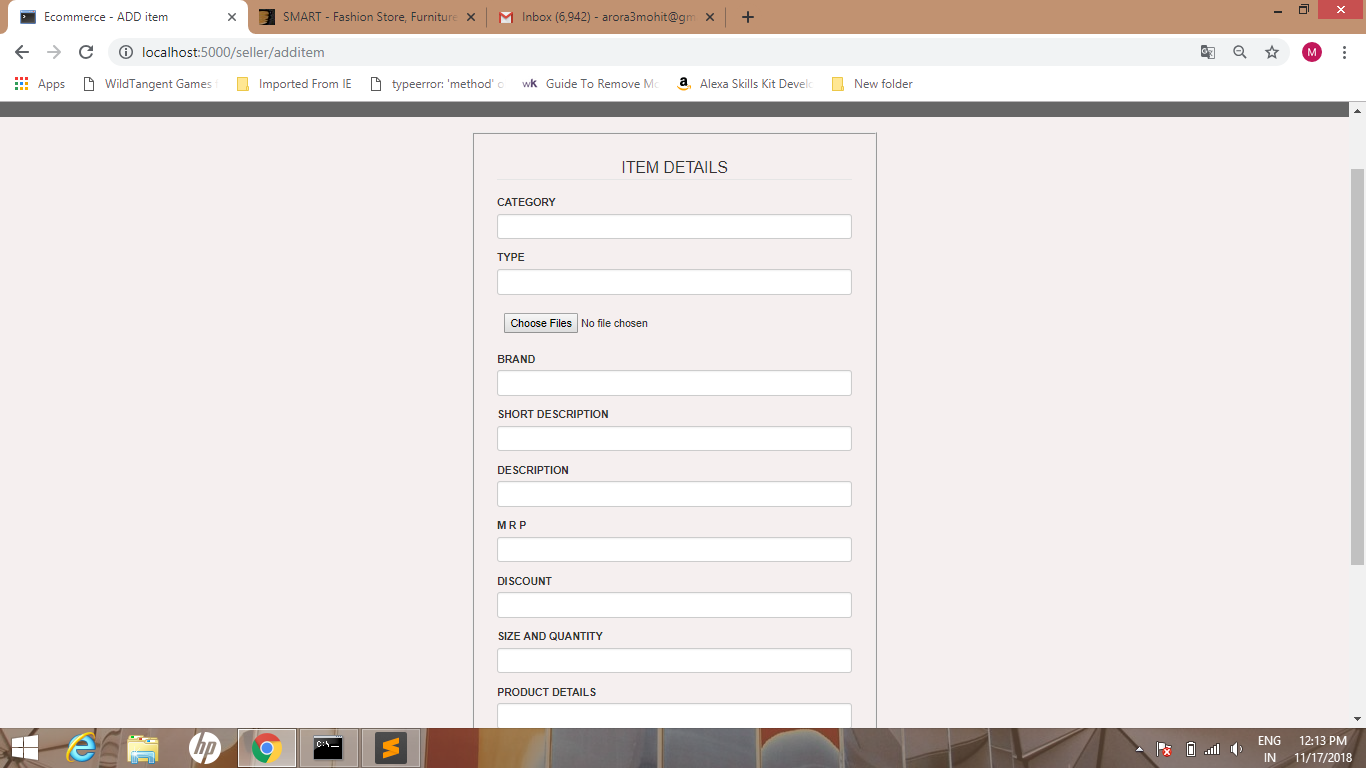 Ecommerce - ADD item
SMART - Fashion Store, Furniture
Inbox (6,942) - arora3mohit@gm
localhost:5000/seller/additem
M
Apps
WildTangent Games
Imported From IE
typeerror: 'method' o
wk Guide To Remove Mo
a Alexa Skills Kit Develo
New folder
ITEM DETAILS
CATEGORY
TYPE
Choose Files No file chosen
BRAND
SHORT DESCRIPTION
DESCRIPTION
M R P
DISCOUNT
SIZE AND QUANTITY
PRODUCT DETAILS
hp
C:\
ENG
IN
12:13 PM
11/17/2018